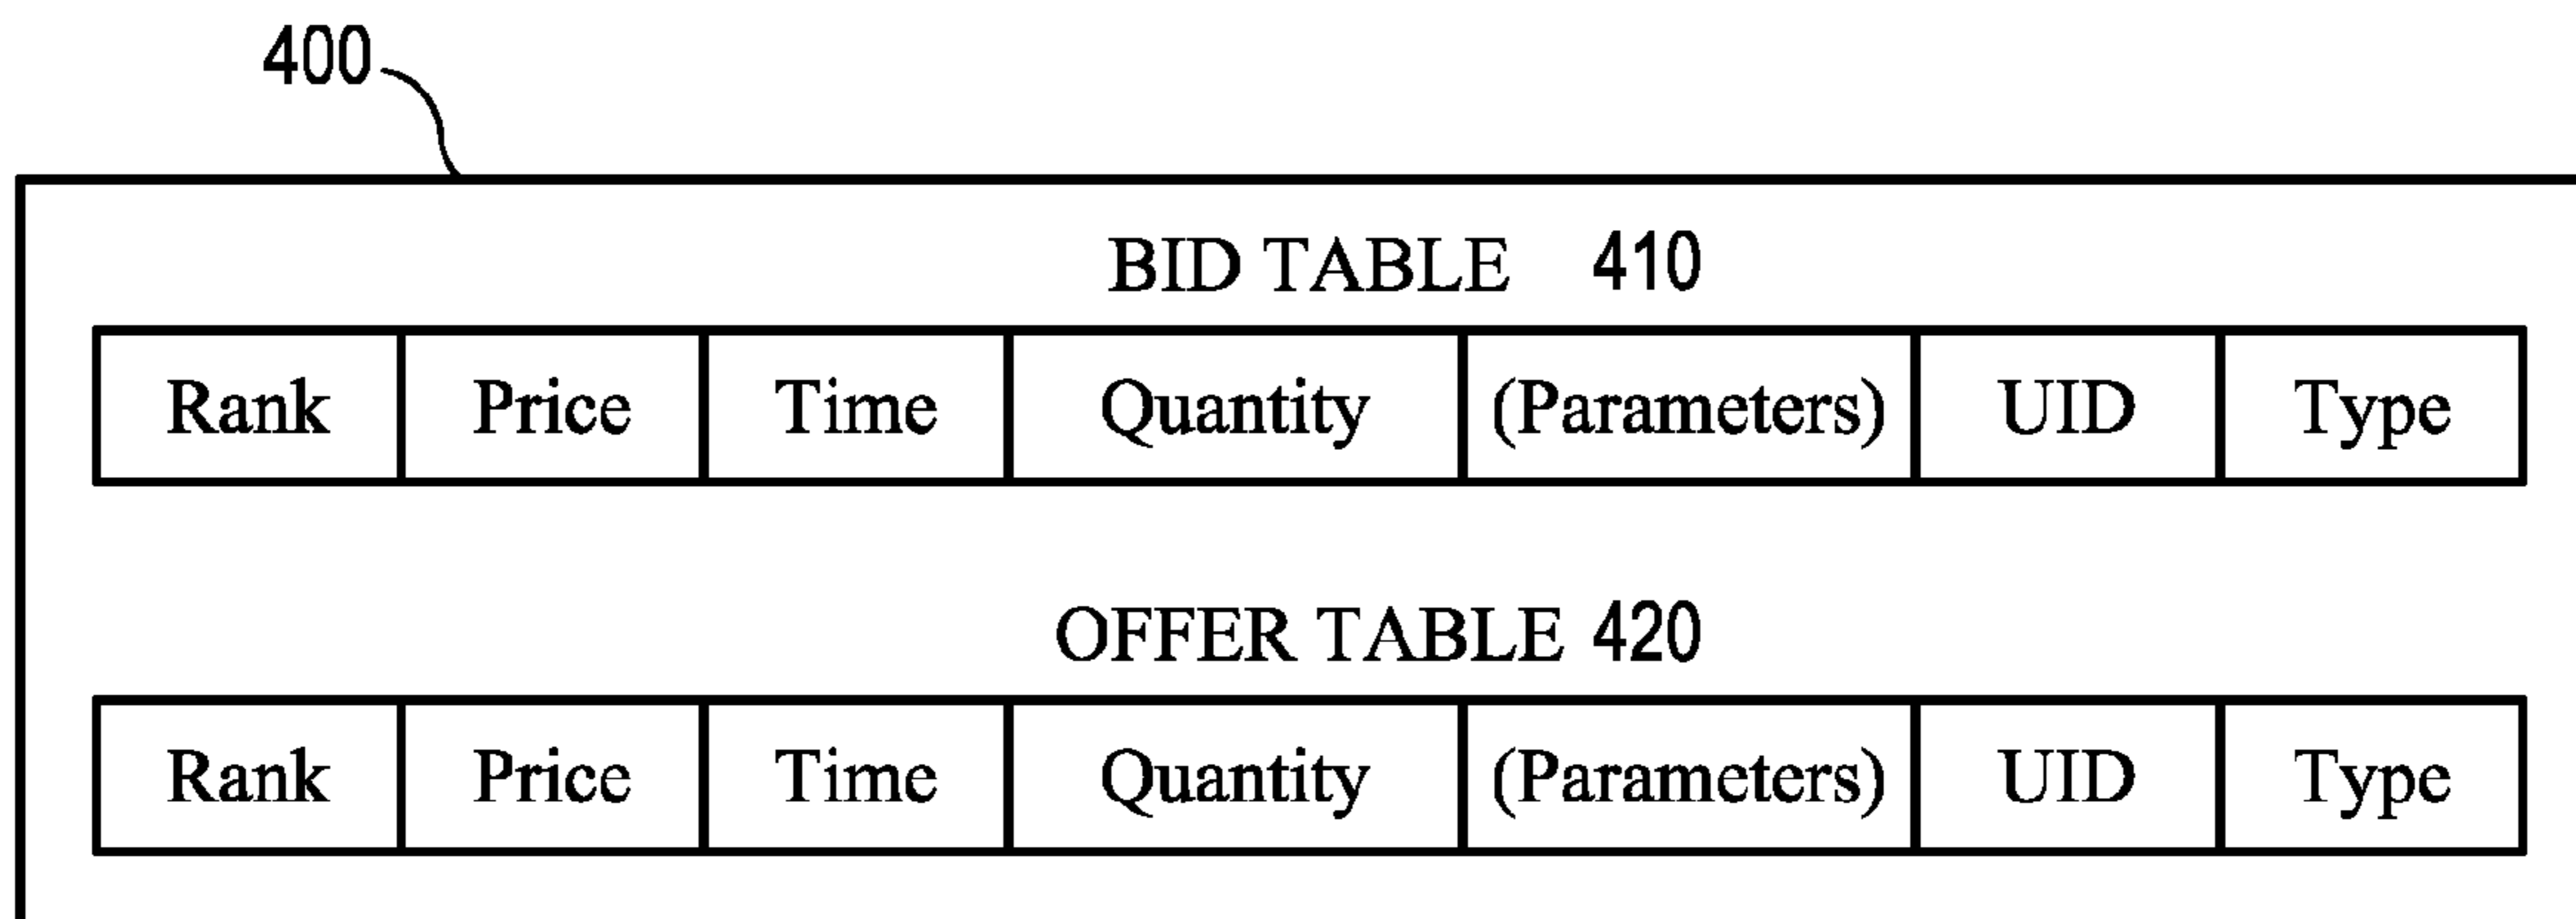 400
BID TABLE 410
Rank Price Time Quantity (Parameters) UID Type
OFFER TABLE 420
Rank Price Time Quantity (Parameters) UID Type